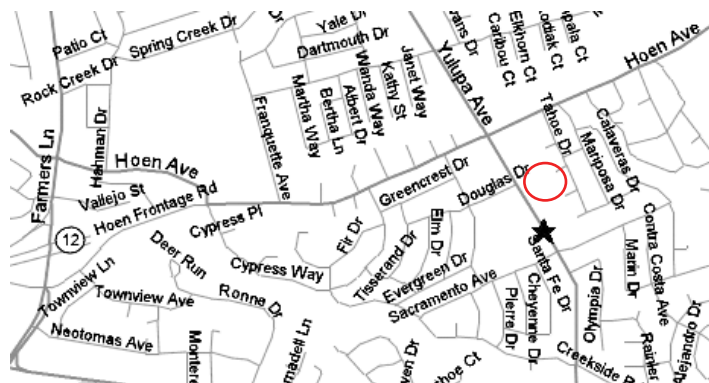 Patio Ct
Spring Creek Dr
Rock Creek Dr
Yale Dr
Dartmouth Dr
Janet Way
Kathy St
Wanda Way
Albert Dr
Bertha Ln
Martha Way
Franquette Ave
Yulupa Ave
Elkhorn Ct
Caribou Ct
Hoen Ave
Tahoe Dr
Calaveras Dr
Mariposa Dr
Hahman Dr
Farmers Ln
Hoen Ave
Vallejo St
Hoen Frontage Rd
12
Cypress Pl
Greencrest Dr
Douglas Dr
Deer Run
Cypress Way
Fir Dr
Tisserand Dr
Elm Dr
Evergreen Dr
Sacramento Ave
Santa Fe Dr
Contra Costa Ave
Marin Dr
Olympia Dr
Cheyenne Dr
Pierre Dr
Townview Ln
Townview Ave
Ronne Dr
Neotomas Ave
Creekside